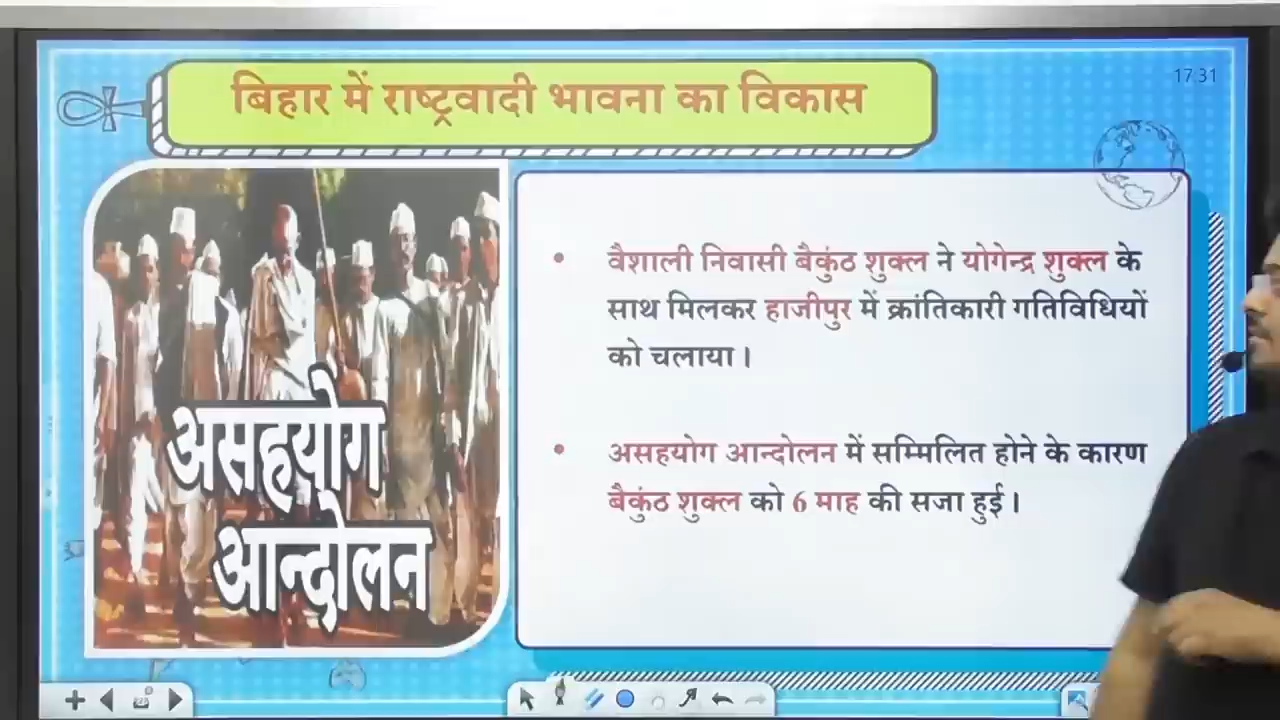 बिहार में राष्ट्रवादी भावना का विकास
17:31
असहयोग
आन्दोलन
• वैशाली निवासी बैकुंठ शुक्ल ने योगेन्द्र शुक्ल के
साथ मिलकर हाजीपुर में क्रांतिकारी गतिविधियों
को चलाया।
• असहयोग आन्दोलन में सम्मिलित होने के कारण
बैकुंठ शुक्ल को 6 माह की सजा हुई।